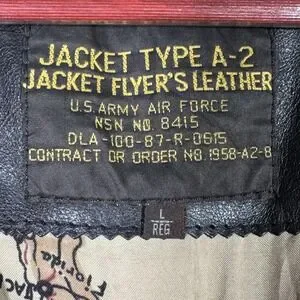 JACKET TYPE A-2
JACKET FLYER'S LEATHER
U.S. ARMY AIR FORCE
NSN NO. 8415
DLA-100-87-R-0615
CONTRACT OR ORDER NO. 1958-A2-8
L
REG
Florida